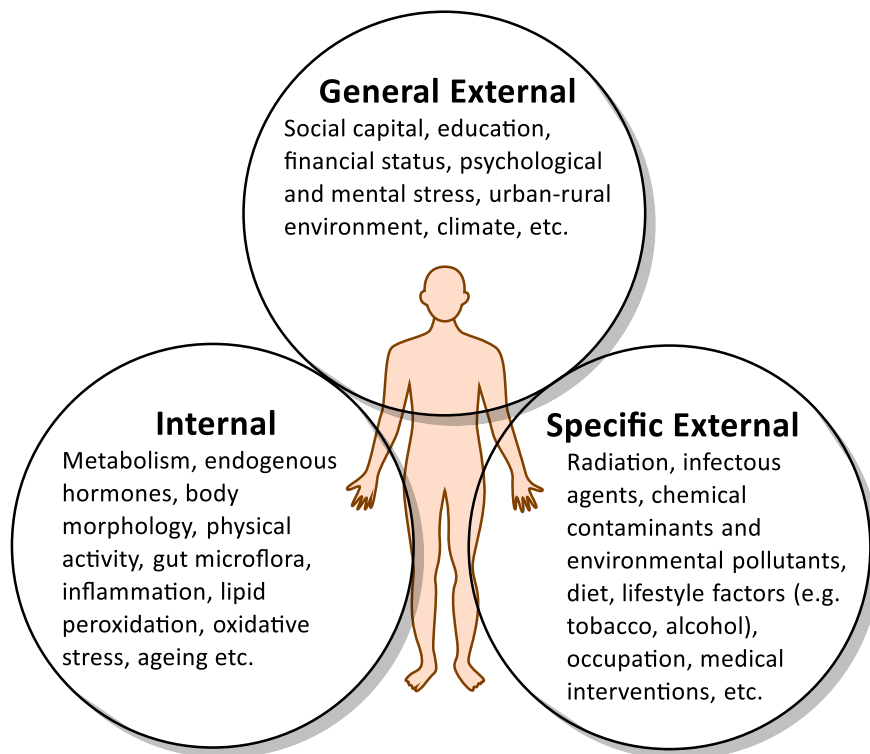 General External
Social capital, education,
financial status, psychological
and mental stress, urban-rural
environment, climate, etc.
Internal
Metabolism, endogenous
hormones, body
morphology, physical
activity, gut microflora,
inflammation, lipid
peroxidation, oxidative
stress, ageing etc.
Specific External
Radiation, infectous
agents, chemical
contaminants and
environmental pollutants,
diet, lifestyle factors (e.g.
tobacco, alcohol),
occupation, medical
interventions, etc.